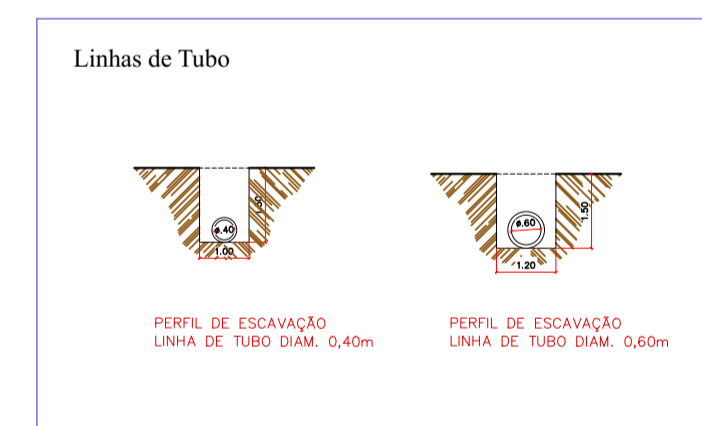 Linhas de Tubo
1.50
ø.40
1.00
PERFIL DE ESCAVAÇÃO
LINHA DE TUBO DIAM. 0,40m
1.50
ø.60
1.20
PERFIL DE ESCAVAÇÃO
LINHA DE TUBO DIAM. 0,60m